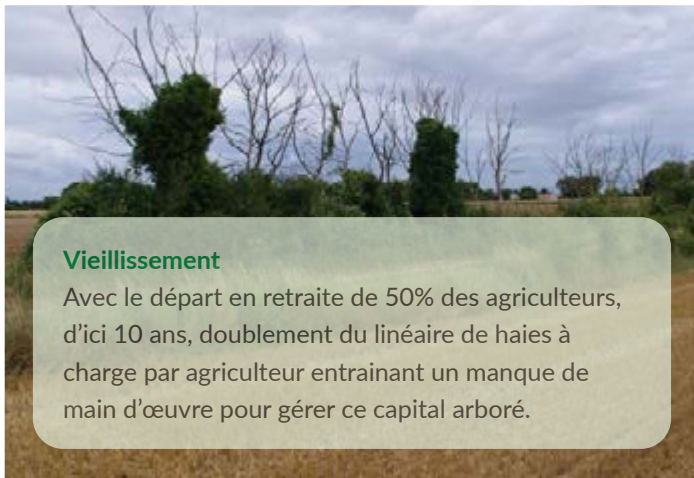 Vieillissement
Avec le départ en retraite de 50% des agriculteurs,
d’ici 10 ans, doublement du linéaire de haies à
charge par agriculteur entrainant un manque de
main d’œuvre pour gérer ce capital arboré.